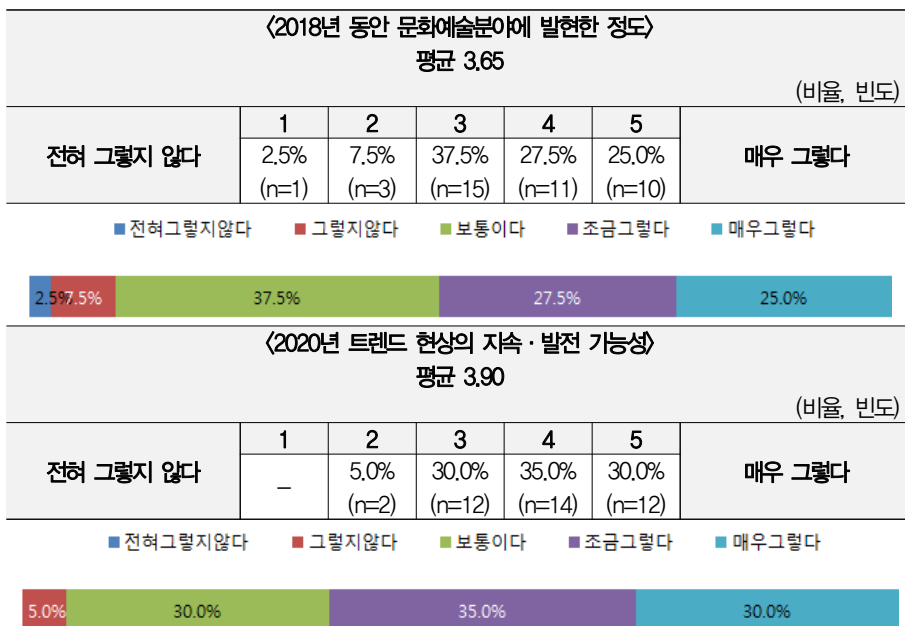 〈2018년 동안 문화예술분야에 발현한 정도〉
평균 3.65
(비율, 빈도)
전혀 그렇지 않다 1 2 3 4 5 매우 그렇다
2.5% 7.5% 37.5% 27.5% 25.0%
(n=1) (n=3) (n=15) (n=11) (n=10)
전혀그렇지않다 그렇지않다 보통이다 조금그렇다 매우그렇다
2.5% 7.5% 37.5% 27.5% 25.0%
〈2020년 트렌드 현상의 지속·발전 가능성〉
평균 3.90
(비율, 빈도)
전혀 그렇지 않다 1 2 3 4 5 매우 그렇다
– 5.0% 30.0% 35.0% 30.0%
(n=2) (n=12) (n=14) (n=12)
전혀그렇지않다 그렇지않다 보통이다 조금그렇다 매우그렇다
5.0% 30.0% 35.0% 30.0%